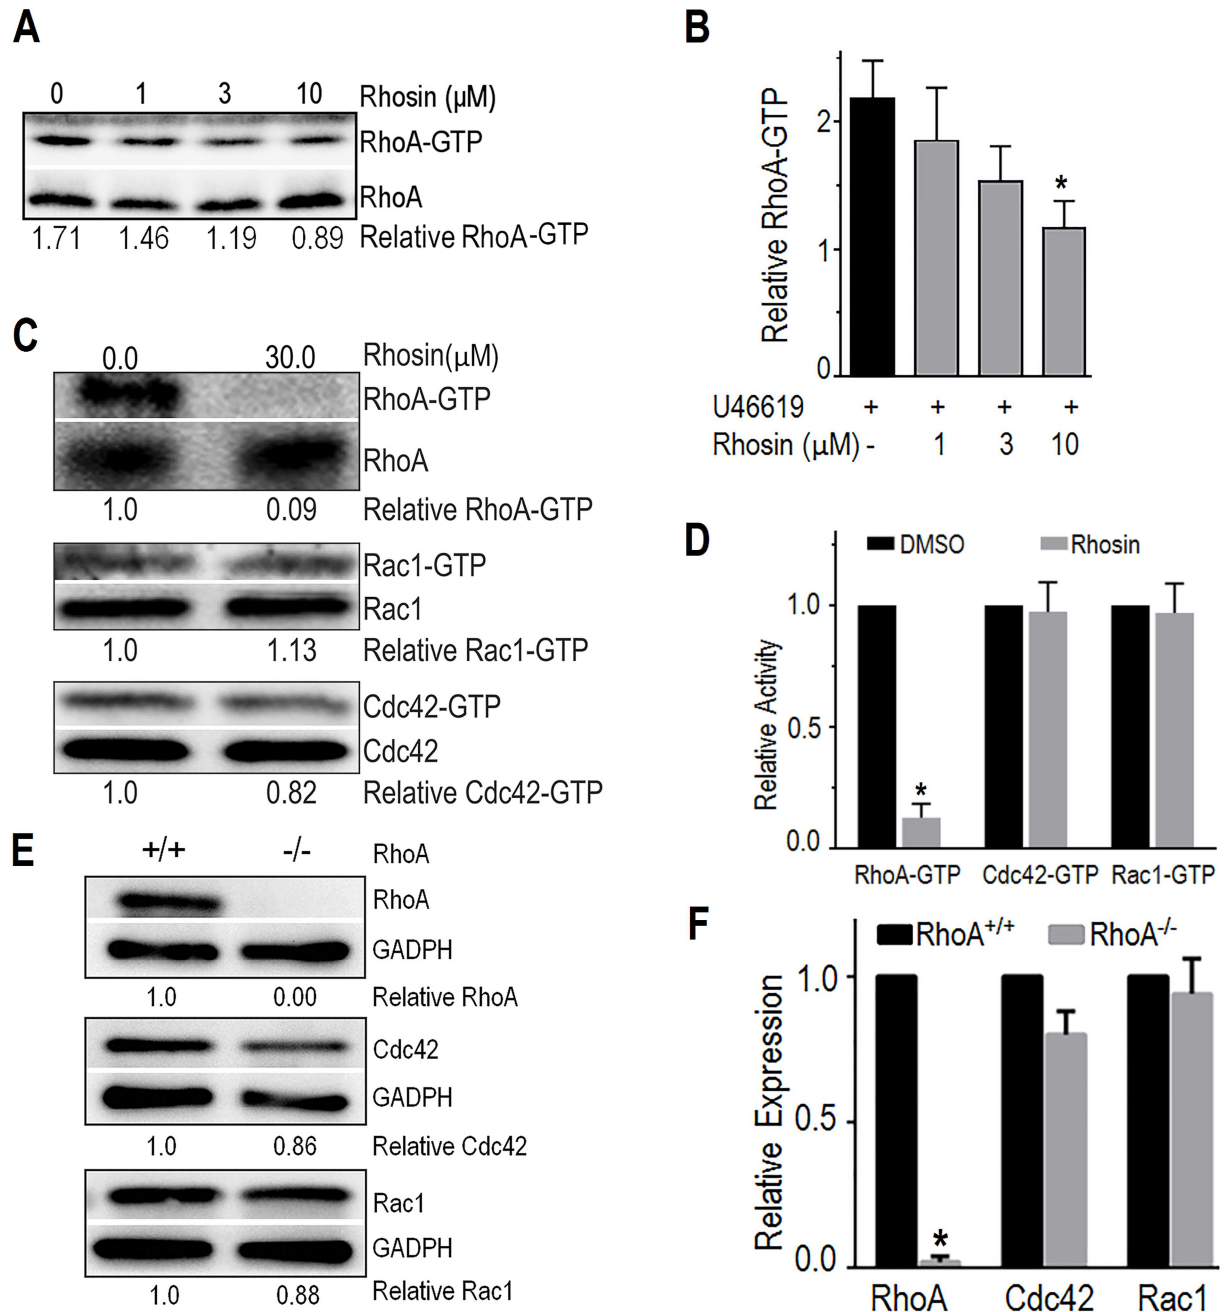 A
0 1 3 10 Rhosin (µM)
RhoA-GTP
RhoA
1.71 1.46 1.19 0.89 Relative RhoA-GTP
B
Relative RhoA-GTP
2
1
0
*
U46619 + + + +
Rhosin (µM) - 1 3 10
C
0.0 30.0 Rhosin(µM)
RhoA-GTP
RhoA
1.0 0.09 Relative RhoA-GTP
Rac1-GTP
Rac1
1.0 1.13 Relative Rac1-GTP
Cdc42-GTP
Cdc42
1.0 0.82 Relative Cdc42-GTP
D
DMSO Rhosin
Relative Activity
1.0
0.5
0.0
*
RhoA-GTP Cdc42-GTP Rac1-GTP
E
+/+ -/- RhoA
RhoA
GADPH
1.0 0.00 Relative RhoA
Cdc42
GADPH
1.0 0.86 Relative Cdc42
Rac1
GADPH
1.0 0.88 Relative Rac1
F
RhoA+/+ RhoA-/-
Relative Expression
1.0
0.5
0.0
*
RhoA Cdc42 Rac1